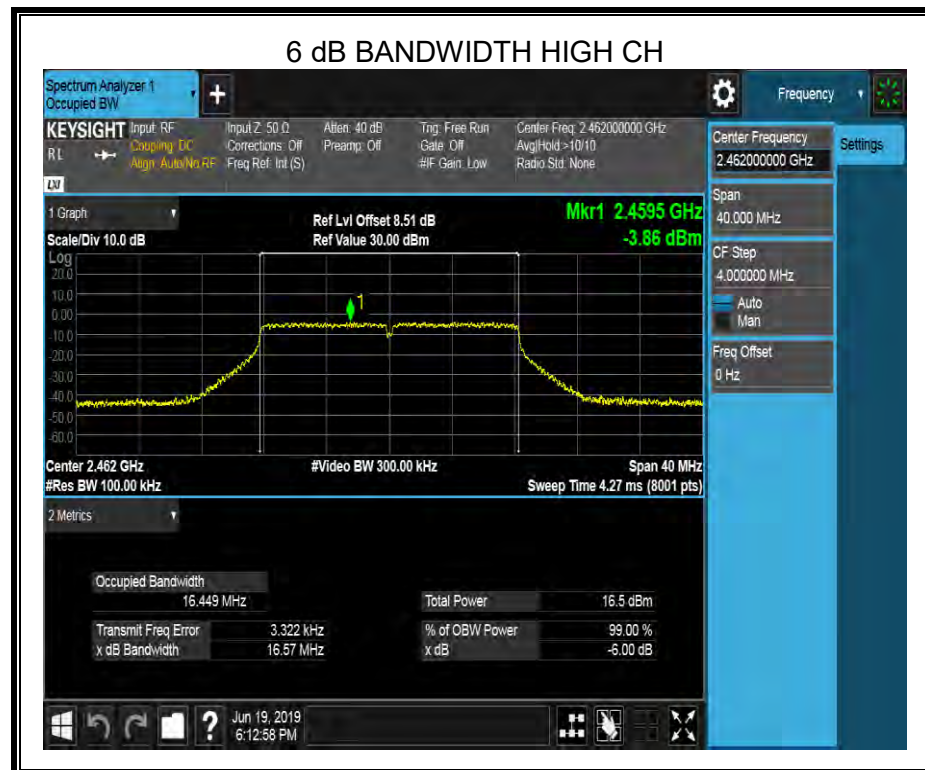 6 dB BANDWIDTH HIGH CH
Spectrum Analyzer 1
Occupied BW
+
Frequency
KEYSIGHT
RL
LXI
Input: RF
Coupling: DC
Align: Auto/No RF
Input Z: 50 Ω
Corrections: Off
Freq Ref: Int (S)
Atten: 40 dB
Preamp: Off
Trig: Free Run
Gate: Off
#IF Gain: Low
Center Freq: 2.462000000 GHz
Avg|Hold:>10/10
Radio Std: None
Center Frequency
2.462000000 GHz
Settings
Span
40.000 MHz
CF Step
4.000000 MHz
Auto
Man
Freq Offset
0 Hz
1 Graph
Scale/Div 10.0 dB
Ref Lvl Offset 8.51 dB
Ref Value 30.00 dBm
Mkr1 2.4595 GHz
-3.86 dBm
Log
20.0
10.0
0.00
-10.0
-20.0
-30.0
-40.0
-50.0
-60.0
1
Center 2.462 GHz
#Video BW 300.00 kHz
Span 40 MHz
#Res BW 100.00 kHz
Sweep Time 4.27 ms (8001 pts)
2 Metrics
Occupied Bandwidth
16.449 MHz
Total Power 16.5 dBm
Transmit Freq Error 3.322 kHz
% of OBW Power 99.00 %
x dB Bandwidth 16.57 MHz
x dB -6.00 dB
?
Jun 19, 2019
6:12:58 PM